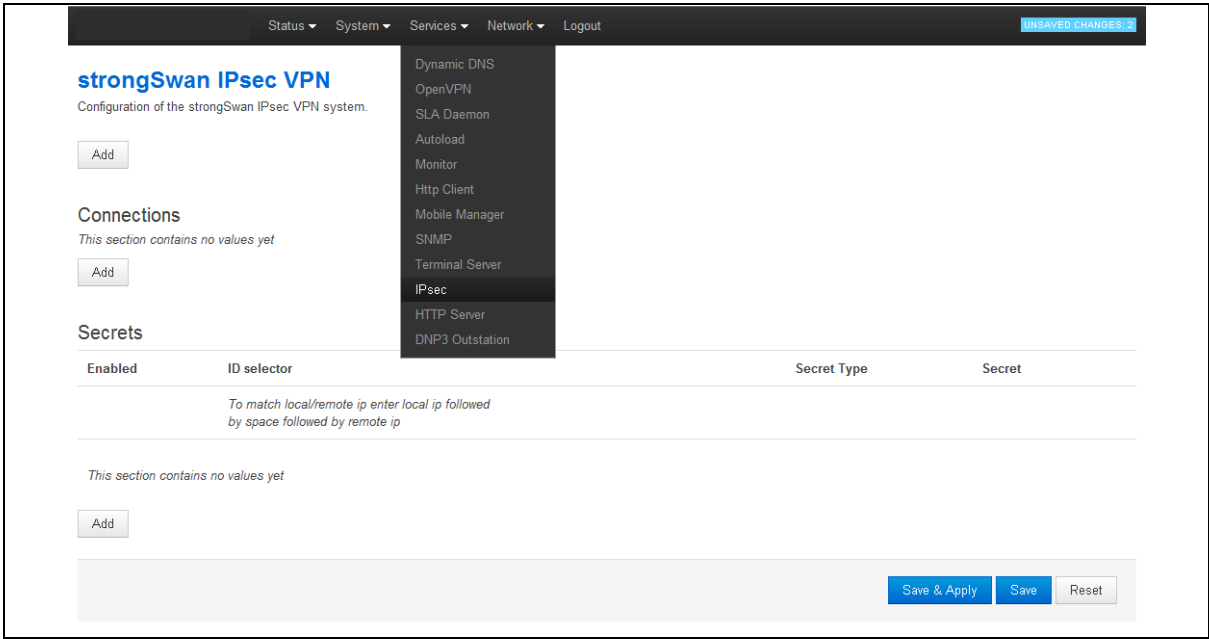 Status System Services Network Logout UNSAVED CHANGES: 2
Dynamic DNS
OpenVPN
SLA Daemon
Autoload
Monitor
Http Client
Mobile Manager
SNMP
Terminal Server
IPsec
HTTP Server
DNP3 Outstation
strongSwan IPsec VPN
Configuration of the strongSwan IPsec VPN system.
Add
Connections
This section contains no values yet
Add
Secrets
Enabled ID selector Secret Type Secret
To match local/remote ip enter local ip followed
by space followed by remote ip
This section contains no values yet
Add
Save & Apply Save Reset